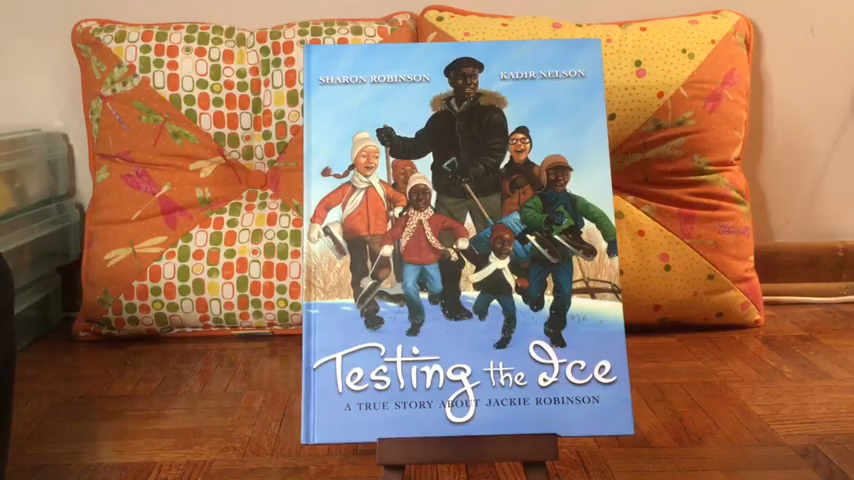 SHARON ROBINSON KADIR NELSON
Testing the Ice
A TRUE STORY ABOUT JACKIE ROBINSON